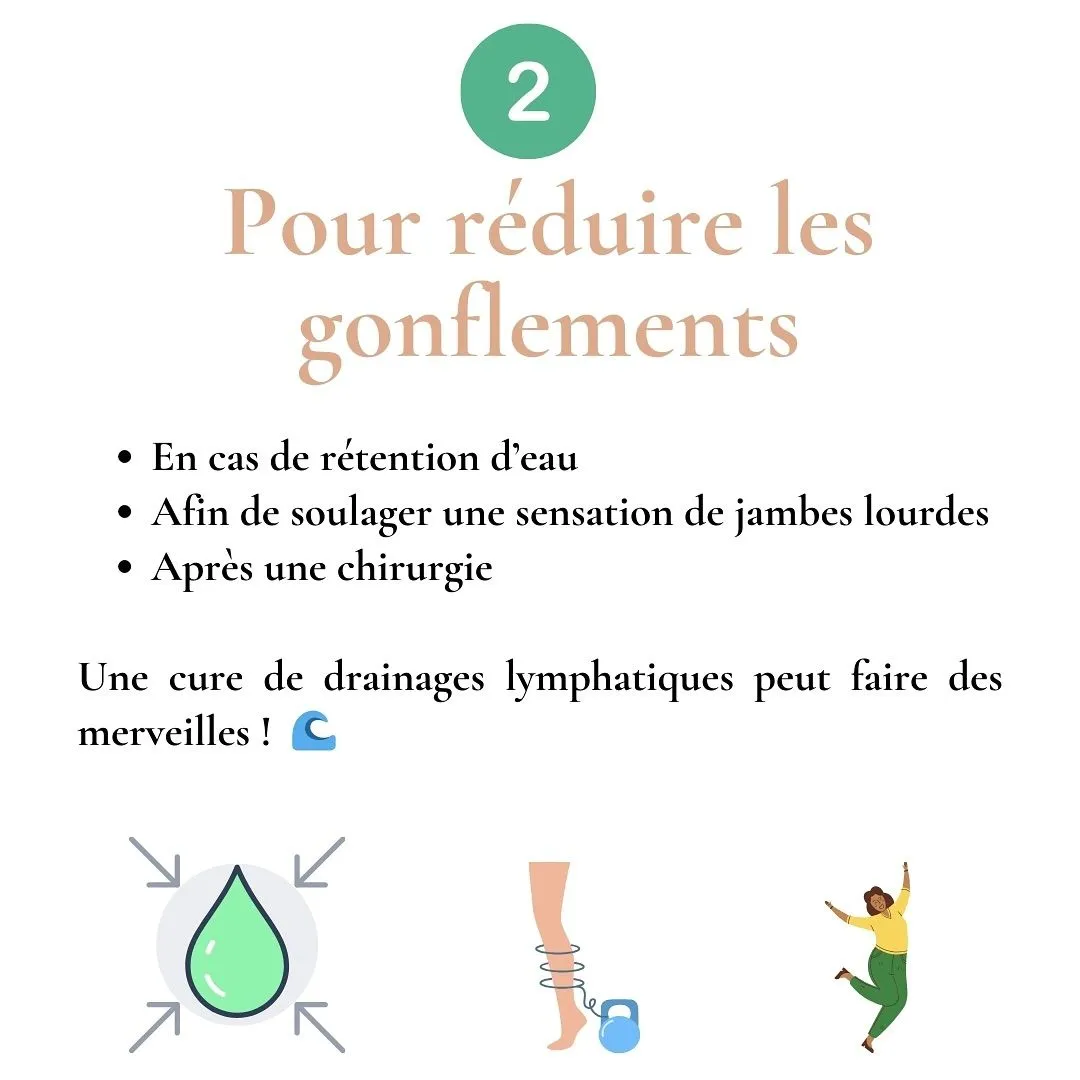 2
Pour réduire les
gonflements
• En cas de rétention d’eau
• Afin de soulager une sensation de jambes lourdes
• Après une chirurgie
Une cure de drainages lymphatiques peut faire des
merveilles ! 🌊